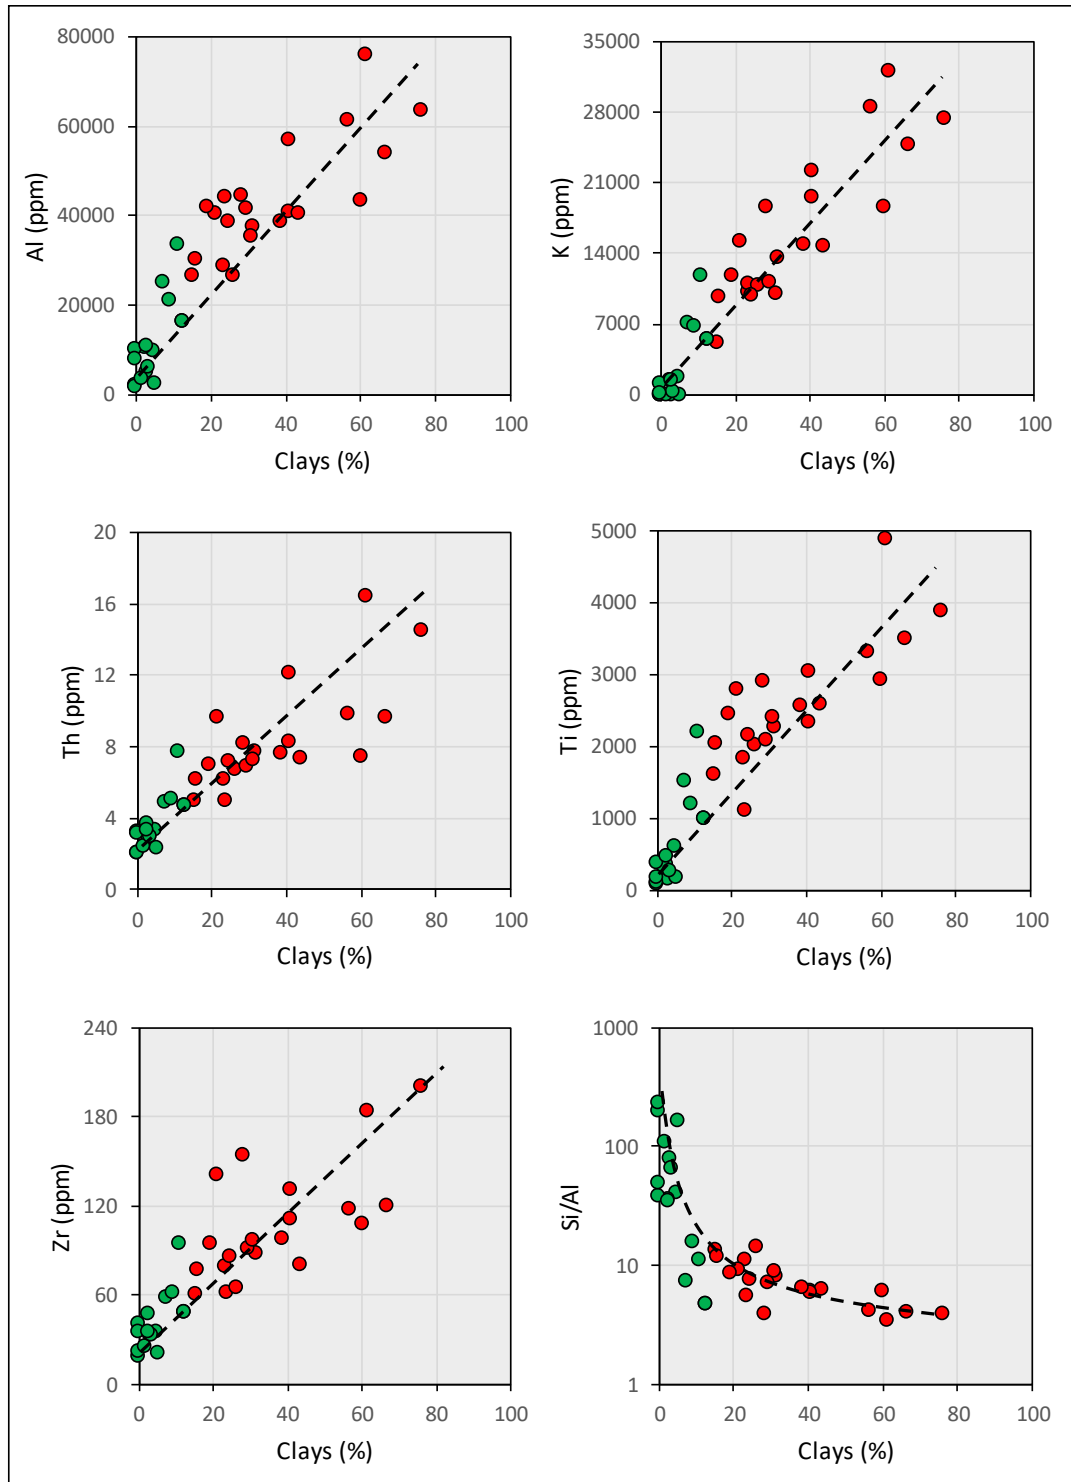 80000
60000
40000
20000
0
Al (ppm)
0 20 40 60 80 100
Clays (%)
35000
28000
21000
14000
7000
0
K (ppm)
0 20 40 60 80 100
Clays (%)
20
16
12
8
4
0
Th (ppm)
0 20 40 60 80 100
Clays (%)
5000
4000
3000
2000
1000
0
Ti (ppm)
0 20 40 60 80 100
Clays (%)
240
180
120
60
0
Zr (ppm)
0 20 40 60 80 100
Clays (%)
1000
100
10
1
Si/Al
0 20 40 60 80 100
Clays (%)